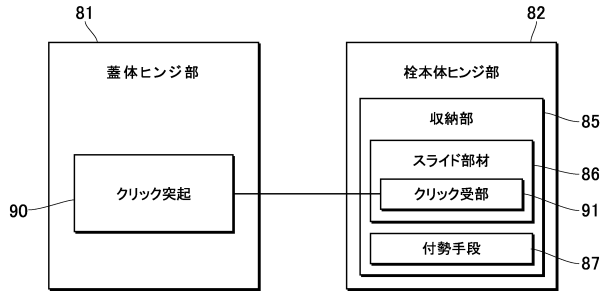 81
蓋体ヒンジ部
クリック突起
90
82
栓本体ヒンジ部
収納部
85
スライド部材
86
クリック受部
91
付勢手段
87